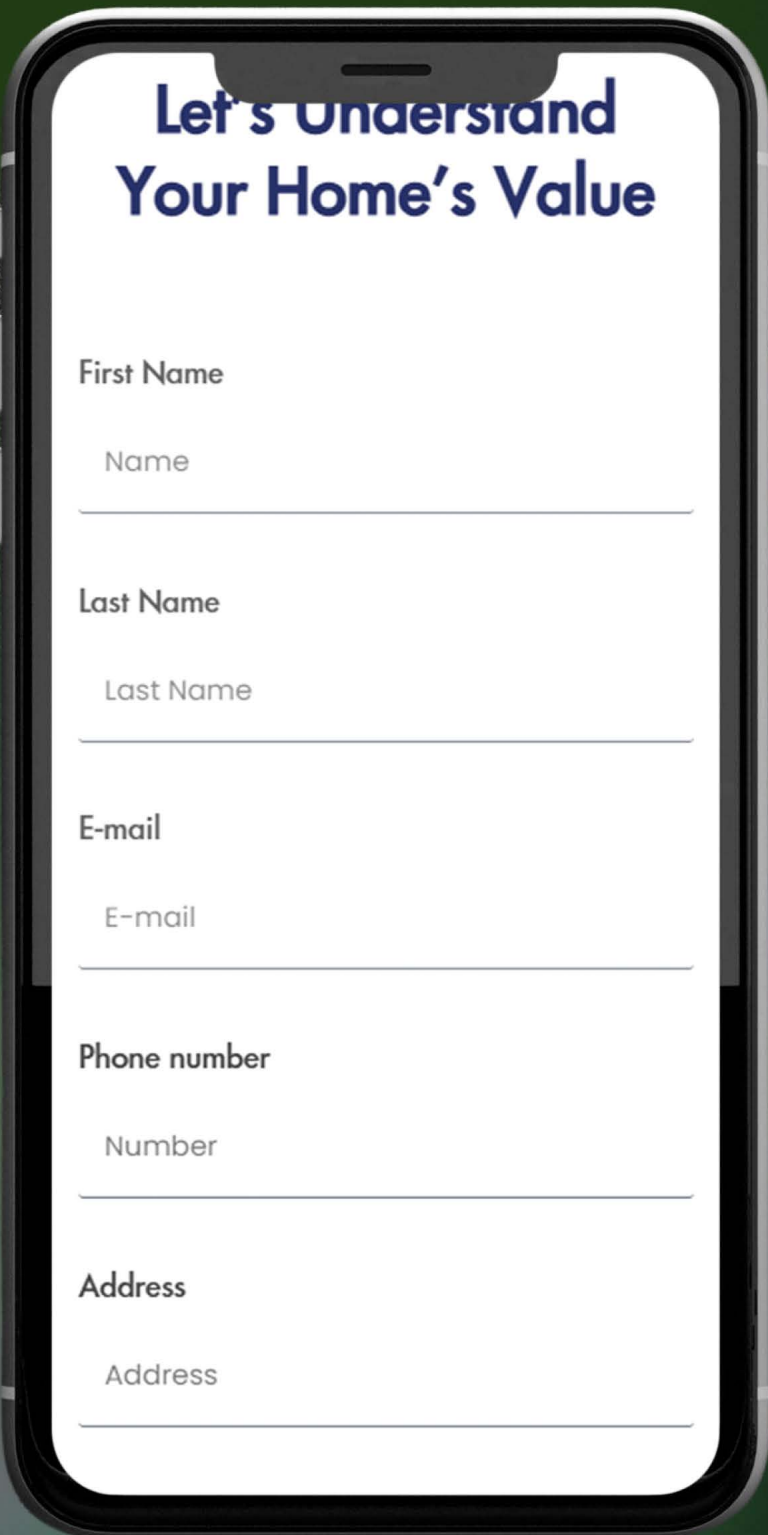 Let's Understand
Your Home's Value
First Name
Name
Last Name
Last Name
E-mail
E-mail
Phone number
Number
Address
Address